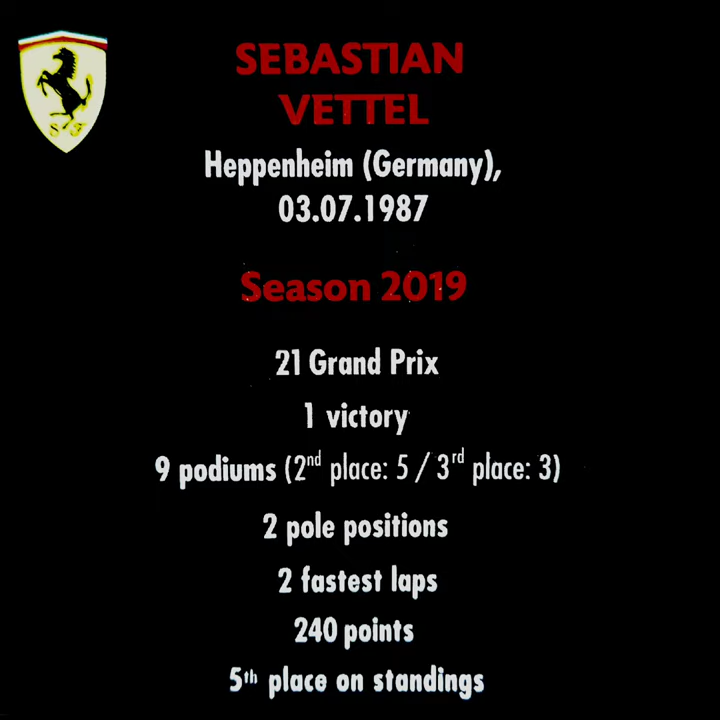 S F
SEBASTIAN
VETTEL
Heppenheim (Germany),
03.07.1987
Season 2019
21 Grand Prix
1 victory
9 podiums (2nd place: 5 / 3rd place: 3)
2 pole positions
2 fastest laps
240 points
5th place on standings